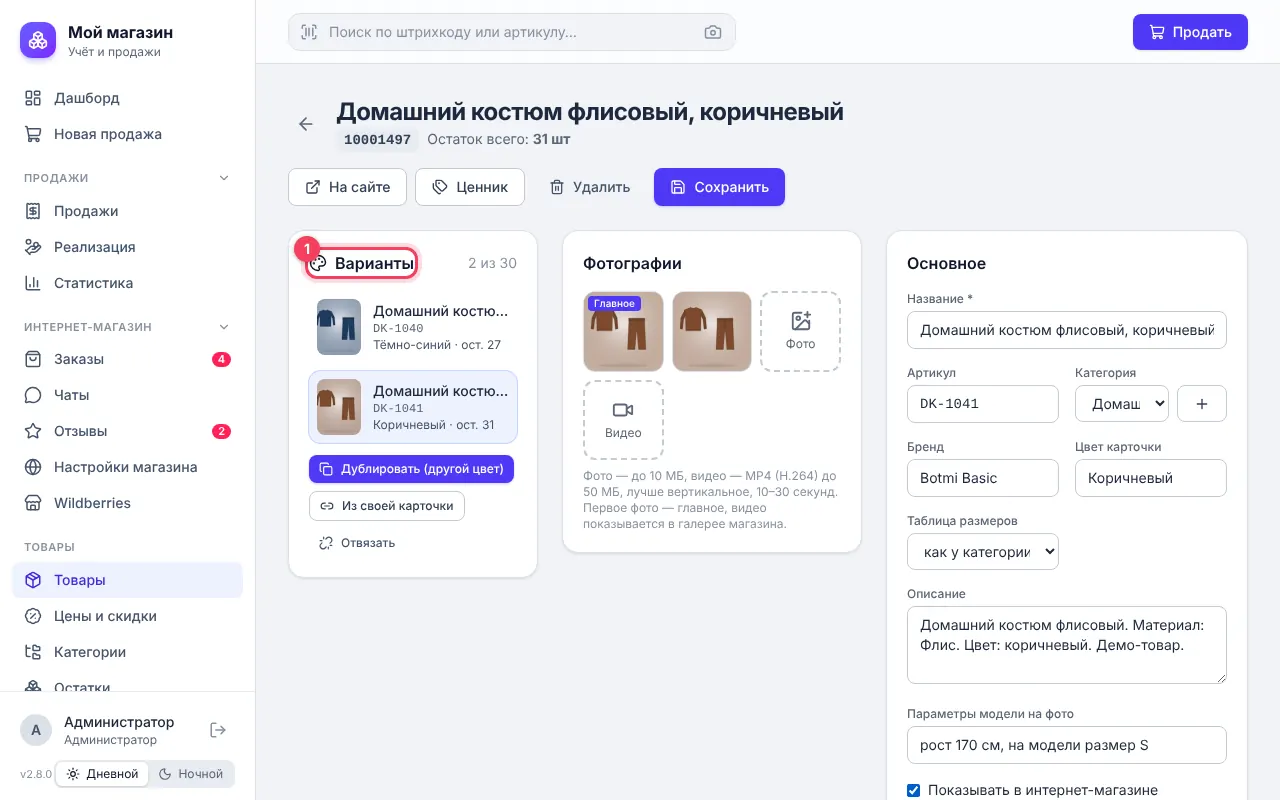 Мой магазин
Учёт и продажи
Поиск по штрихкоду или артикулу...
Продать
Дашборд
Новая продажа
ПРОДАЖИ
Продажи
Реализация
Статистика
ИНТЕРНЕТ-МАГАЗИН
Заказы 4
Чаты
Отзывы 2
Настройки магазина
Wildberries
ТОВАРЫ
Товары
Цены и скидки
Категории
Остатки
А Администратор
Администратор
v2.8.0 Дневной Ночной
Домашний костюм флисовый, коричневый
10001497 Остаток всего: 31 шт
На сайте Ценник Удалить Сохранить
1
Варианты 2 из 30
Домашний костю...
DK-1040
Тёмно-синий · ост. 27
Домашний костю...
DK-1041
Коричневый · ост. 31
Дублировать (другой цвет)
Из своей карточки
Отвязать
Фотографии
Главное
Фото
Видео
Фото — до 10 МБ, видео — MP4 (H.264) до
50 МБ, лучше вертикальное, 10–30 секунд.
Первое фото — главное, видео
показывается в галерее магазина.
Основное
Название *
Домашний костюм флисовый, коричневый
Артикул Категория
DK-1041 Домаш +
Бренд Цвет карточки
Botmi Basic Коричневый
Таблица размеров
как у категории
Описание
Домашний костюм флисовый. Материал:
Флис. Цвет: коричневый. Демо-товар.
Параметры модели на фото
рост 170 см, на модели размер S
Показывать в интернет-магазине